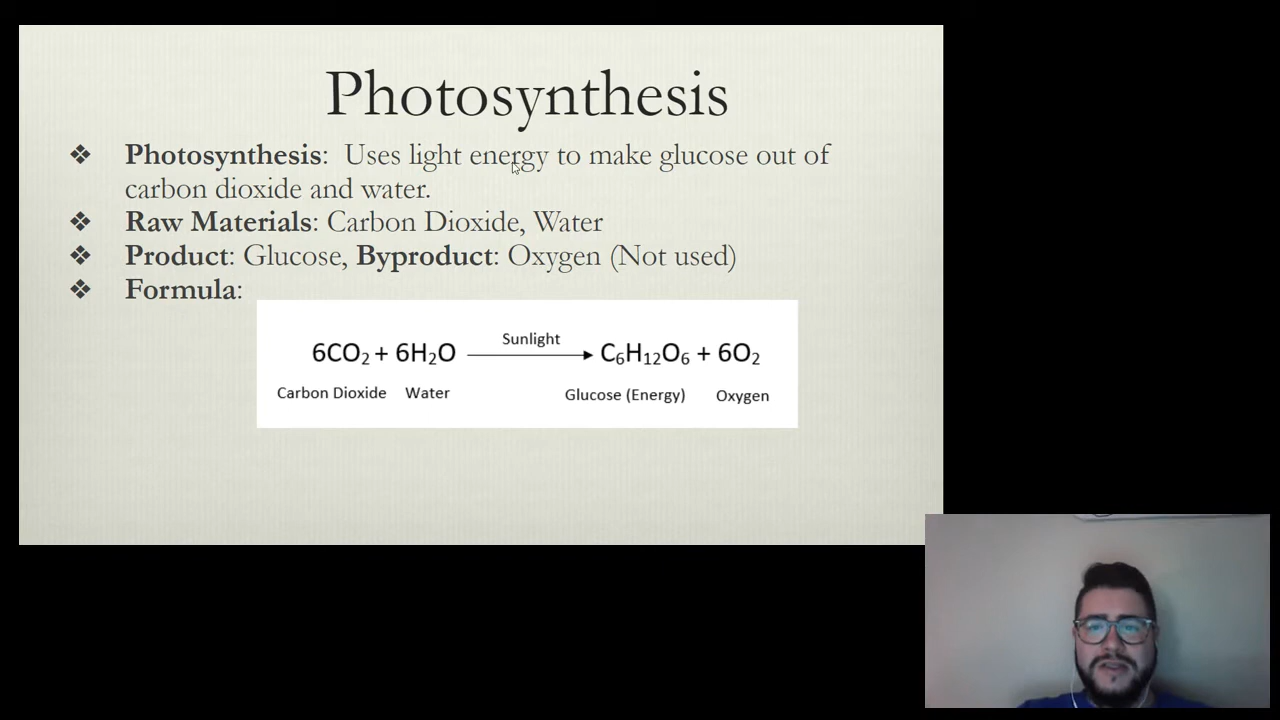 Photosynthesis
❖ Photosynthesis: Uses light energy to make glucose out of
carbon dioxide and water.
❖ Raw Materials: Carbon Dioxide, Water
❖ Product: Glucose, Byproduct: Oxygen (Not used)
❖ Formula:
Sunlight
6CO₂ + 6H₂O → C₆H₁₂O₆ + 6O₂
Carbon Dioxide Water Glucose (Energy) Oxygen